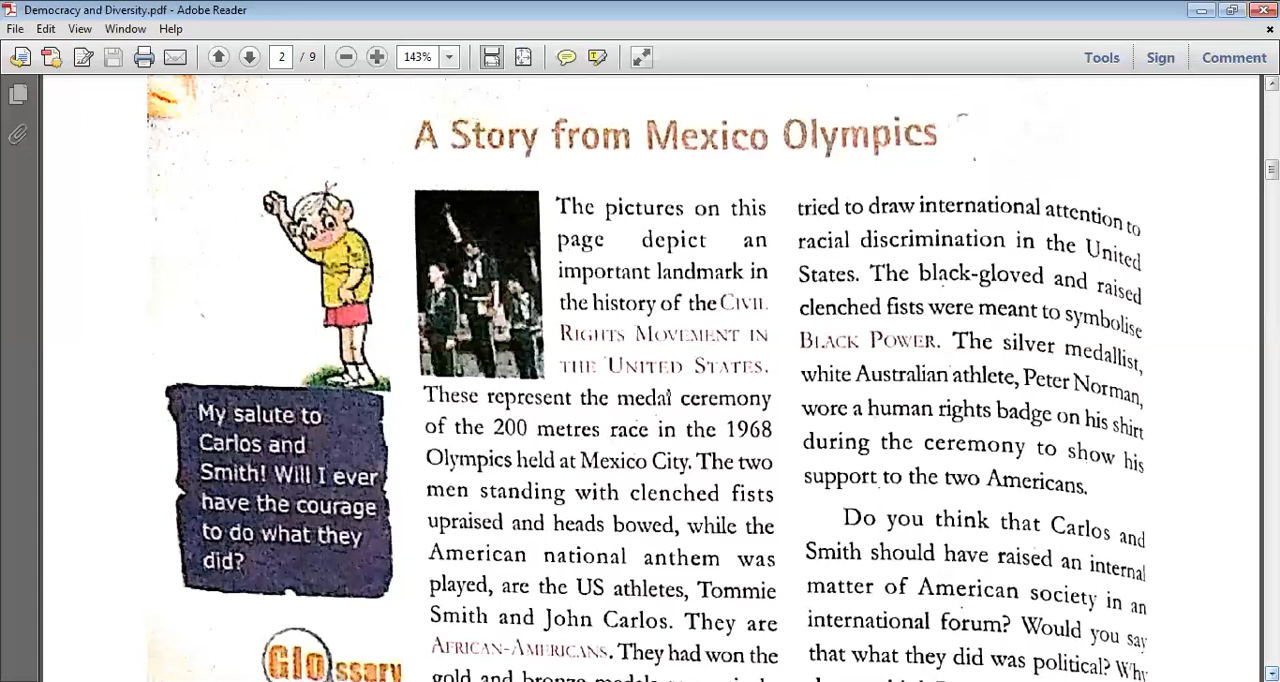 Democracy and Diversity.pdf - Adobe Reader
File Edit View Window Help
2 / 9 143% Tools Sign Comment
A Story from Mexico Olympics
My salute to
Carlos and
Smith! Will I ever
have the courage
to do what they
did?
Glossary
The pictures on this
page depict an
important landmark in
the history of the CIVIL
RIGHTS MOVEMENT IN
THE UNITED STATES.
These represent the medal ceremony
of the 200 metres race in the 1968
Olympics held at Mexico City. The two
men standing with clenched fists
upraised and heads bowed, while the
American national anthem was
played, are the US athletes, Tommie
Smith and John Carlos. They are
AFRICAN-AMERICANS. They had won the
gold and bronze medals
tried to draw international attention to
racial discrimination in the United
States. The black-gloved and raised
clenched fists were meant to symbolise
BLACK POWER. The silver medallist,
white Australian athlete, Peter Norman,
wore a human rights badge on his shirt
during the ceremony to show his
support to the two Americans.
Do you think that Carlos and
Smith should have raised an internal
matter of American society in an
international forum? Would you say
that what they did was political? Why